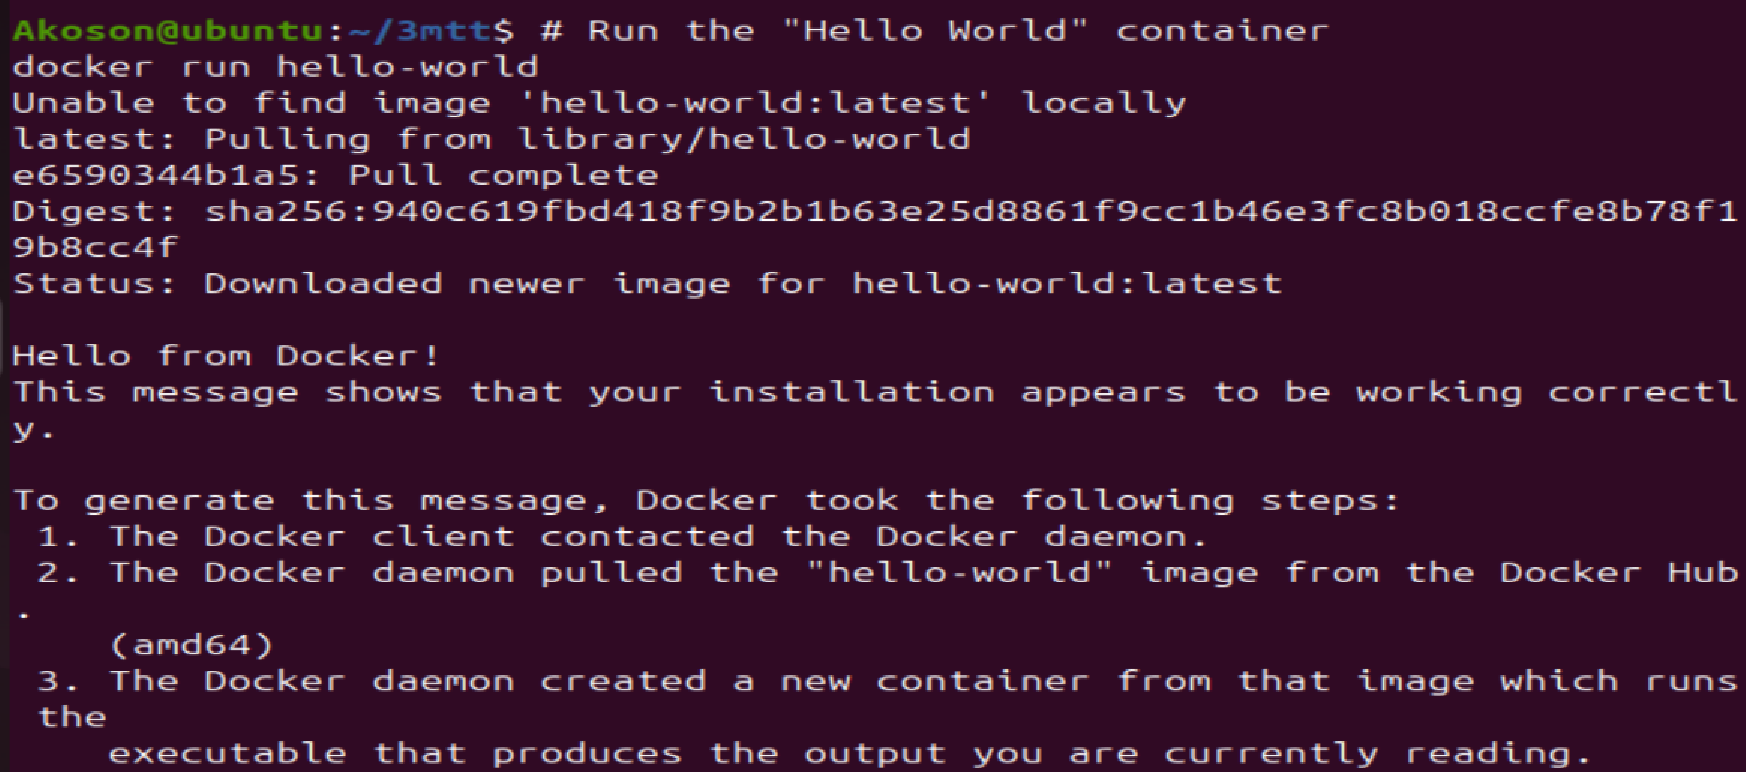 Akoson@ubuntu:~/3mtt$ # Run the "Hello World" container
docker run hello-world
Unable to find image 'hello-world:latest' locally
latest: Pulling from library/hello-world
e6590344b1a5: Pull complete
Digest: sha256:940c619fbd418f9b2b1b63e25d8861f9cc1b46e3fc8b018ccfe8b78f1
9b8cc4f
Status: Downloaded newer image for hello-world:latest

Hello from Docker!
This message shows that your installation appears to be working correctl
y.

To generate this message, Docker took the following steps:
 1. The Docker client contacted the Docker daemon.
 2. The Docker daemon pulled the "hello-world" image from the Docker Hub
.
    (amd64)
 3. The Docker daemon created a new container from that image which runs
 the
    executable that produces the output you are currently reading.